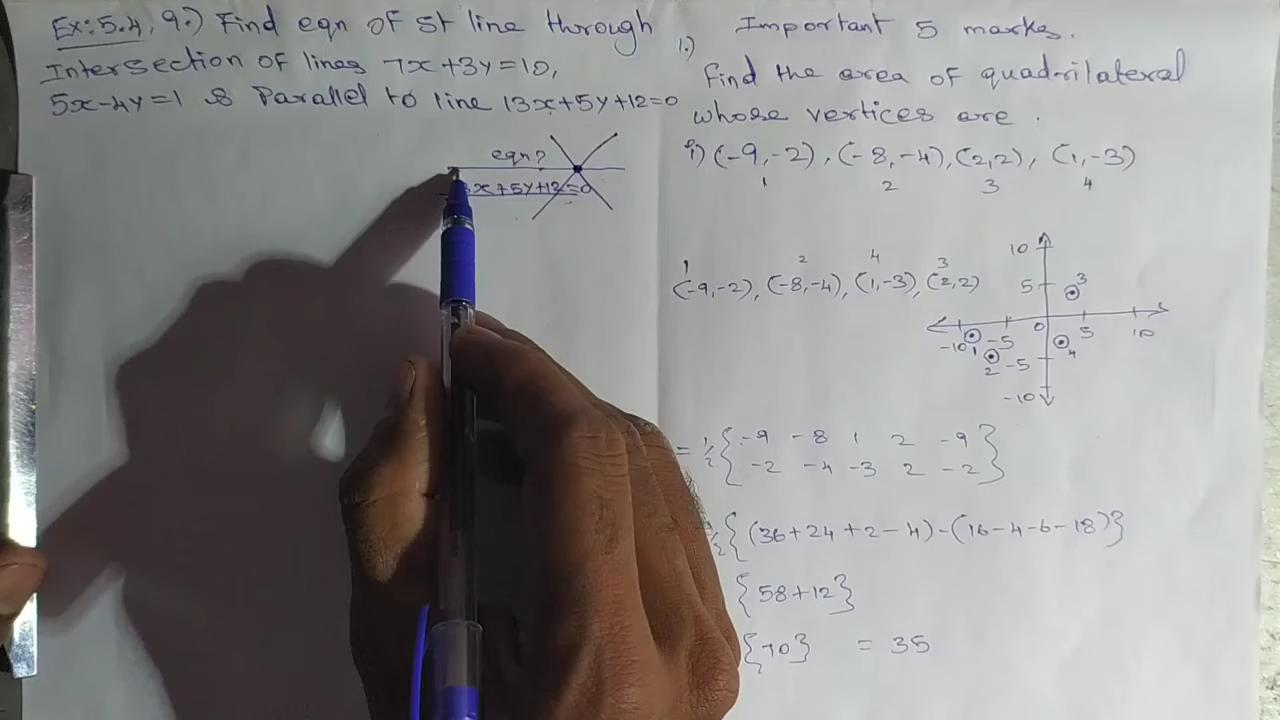 Ex:5.4, 9.) Find eqn of st line through
Intersection of lines 7x+3y=10,
5x-4y=1 & Parallel to line 13x+5y+12=0
eqn?
x+5y+12=0
Important 5 marks.
1.)
Find the area of quadrilateral
whose vertices are .
i) (-9,-2), (-8,-4), (2,2), (1,-3)
1 2 3 4
1 2 4 3
(-9,-2), (-8,-4), (1,-3), (2,2)
10
5 3
0 5 10
-10 1 -5 4
2 -5
-10
= 1/2 { -9 -8 1 2 -9 }
-2 -4 -3 2 -2
1/2 {(36+24+2-4)-(16-4-6-18)}
{58+12}
{70} = 35